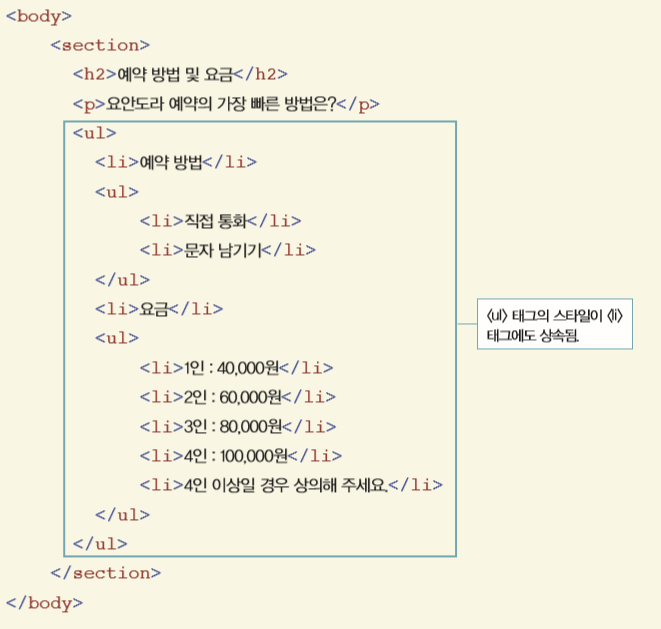 <body>
<section>
<h2>예약 방법 및 요금</h2>
<p>요안도라 예약의 가장 빠른 방법은?</p>
<ul>
<li>예약 방법</li>
<ul>
<li>직접 통화</li>
<li>문자 남기기</li>
</ul>
<li>요금</li>
<ul>
<li>1인 : 40,000원</li>
<li>2인 : 60,000원</li>
<li>3인 : 80,000원</li>
<li>4인 : 100,000원</li>
<li>4인 이상일 경우 상의해 주세요.</li>
</ul>
</ul>
</section>
</body>
<ul> 태그의 스타일이 <li>
태그에도 상속됨.